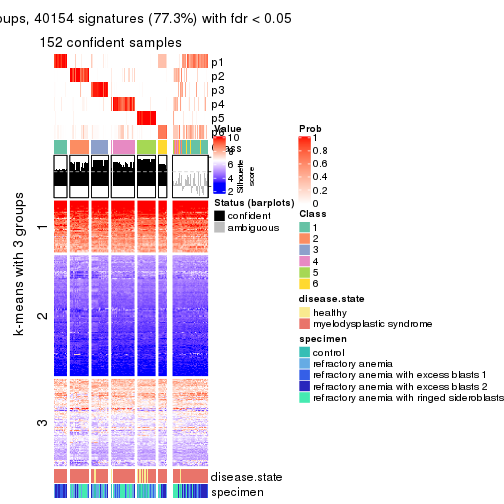 oups, 40154 signatures (77.3%) with fdr < 0.05
152 confident samples
p1
p2
p3
p4
p5
Value
10
8
6
4
2
Silhouette
score
Status (barplots)
confident
ambiguous
Prob
1
0.8
0.6
0.4
0.2
0
Class
1
2
3
4
5
6
disease.state
healthy
myelodysplastic syndrome
specimen
control
refractory anemia
refractory anemia with excess blasts 1
refractory anemia with excess blasts 2
refractory anemia with ringed sideroblasts
k-means with 3 groups
1
2
3
disease.state
specimen